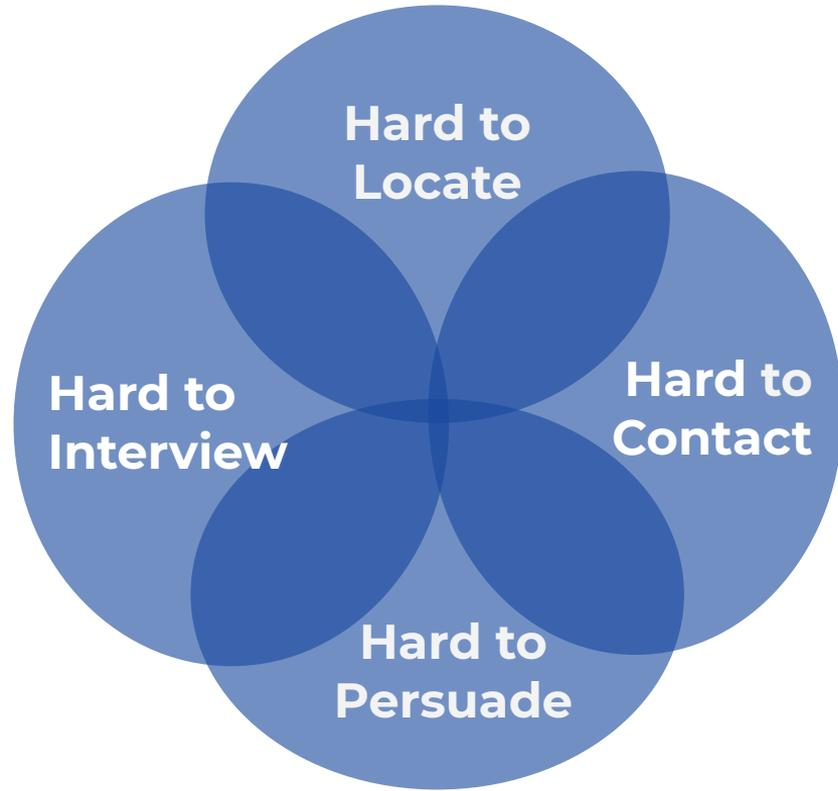 Hard to
Locate
Hard to
Interview
Hard to
Contact
Hard to
Persuade